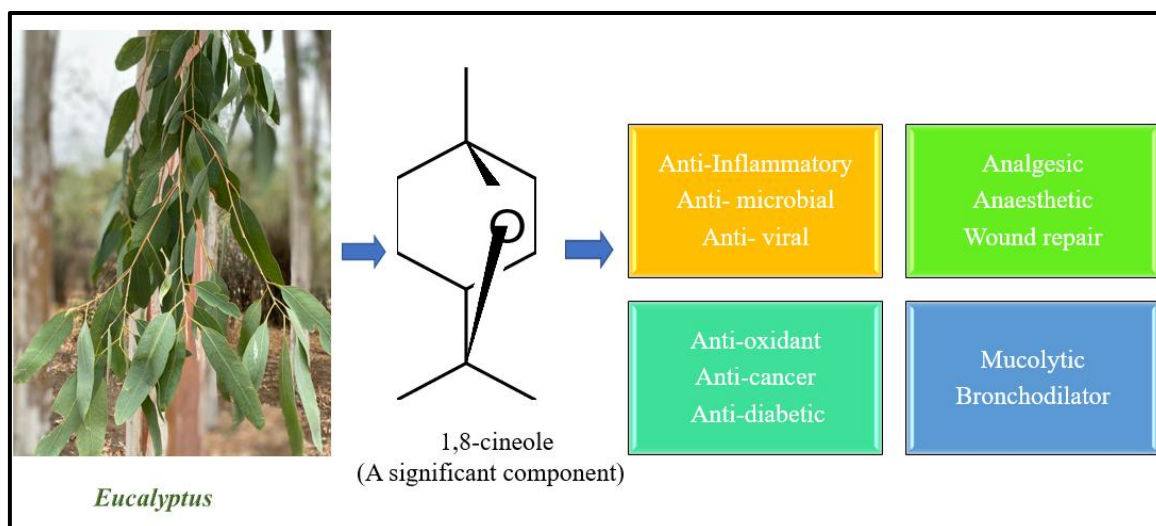 Eucalyptus
O
1,8-cineole
(A significant component)
Anti-Inflammatory
Anti- microbial
Anti- viral
Analgesic
Anaesthetic
Wound repair
Anti-oxidant
Anti-cancer
Anti-diabetic
Mucolytic
Bronchodilator